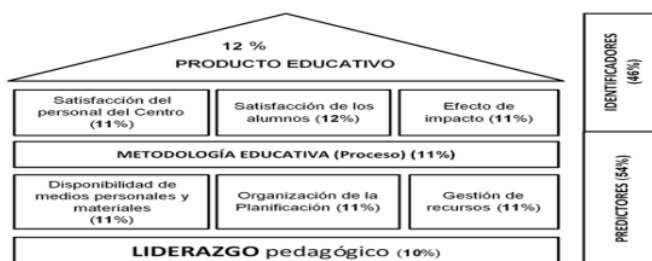 12 %
PRODUCTO EDUCATIVO
Satisfacción del
personal del Centro
(11%)
Satisfacción de los
alumnos (12%)
Efecto de
impacto (11%)
METODOLOGÍA EDUCATIVA (Proceso) (11%)
Disponibilidad de
medios personales y
materiales
(11%)
Organización de la
Planificación (11%)
Gestión de
recursos (11%)
LIDERAZGO pedagógico (10%)
IDENTIFICADORES
(46%)
PREDICTORES (54%)